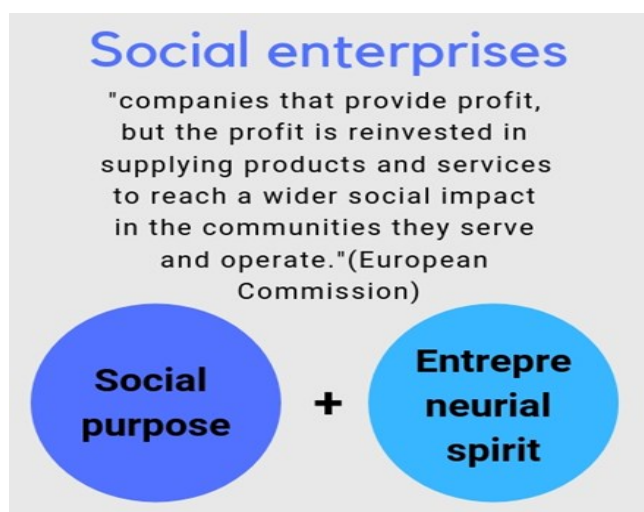 Social enterprises
"companies that provide profit,
but the profit is reinvested in
supplying products and services
to reach a wider social impact
in the communities they serve
and operate."(European
Commission)
Social
purpose
+
Entrepre
neurial
spirit